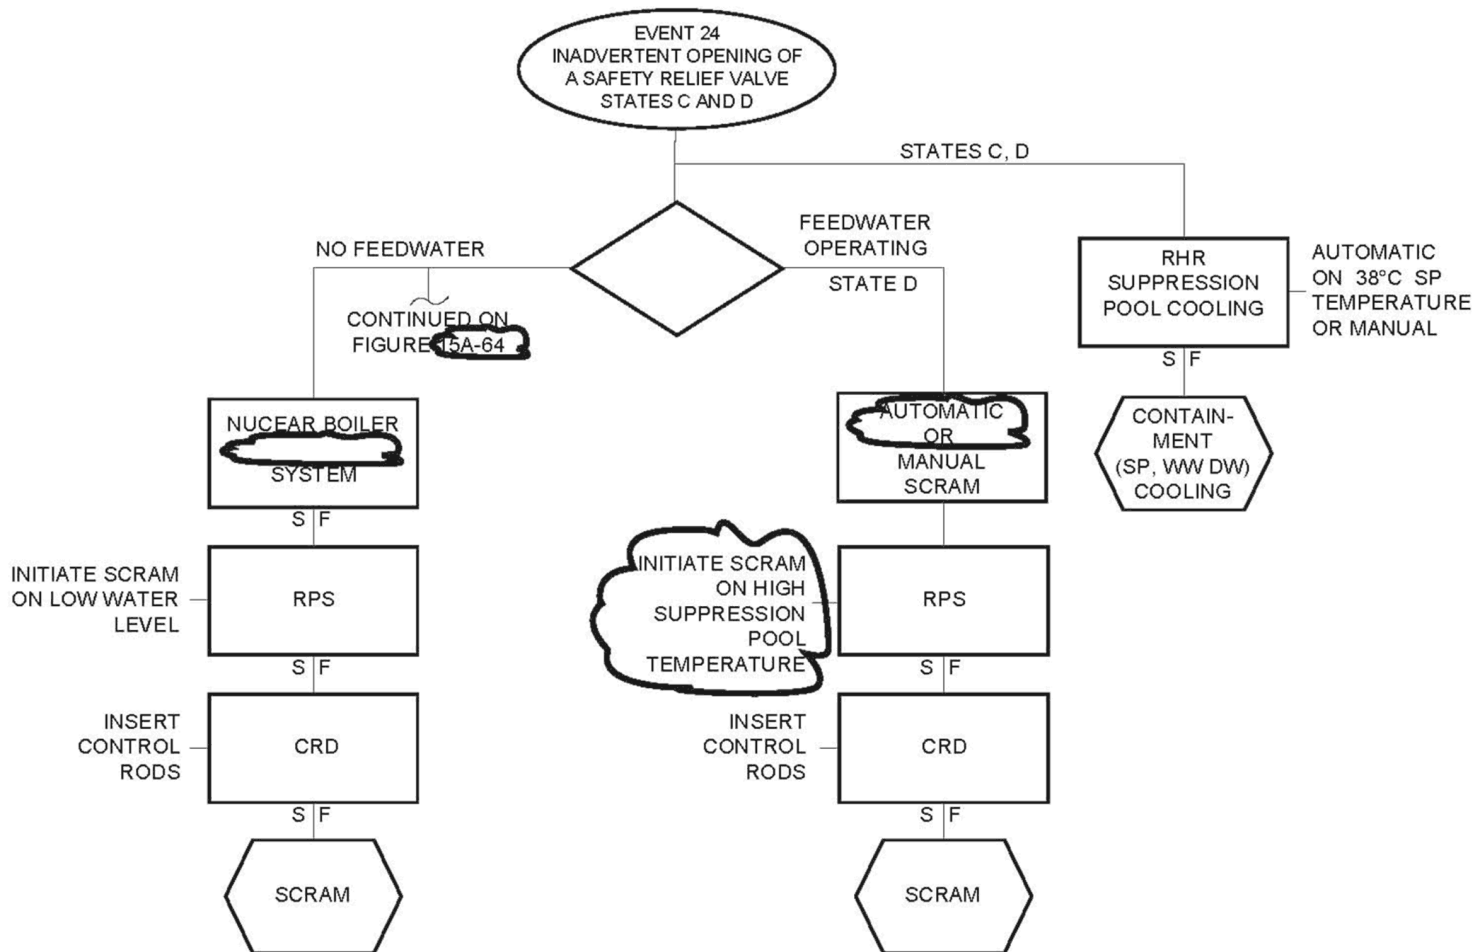 EVENT 24
INADVERTENT OPENING OF
A SAFETY RELIEF VALVE
STATES C AND D
STATES C, D
NO FEEDWATER
FEEDWATER
OPERATING
STATE D
CONTINUED ON
FIGURE 15A-64
RHR
SUPPRESSION
POOL COOLING
AUTOMATIC
ON 38°C SP
TEMPERATURE
OR MANUAL
S F
CONTAIN-
MENT
(SP, WW DW)
COOLING
NUCEAR BOILER
SYSTEM
S F
INITIATE SCRAM
ON LOW WATER
LEVEL
RPS
S F
INSERT
CONTROL
RODS
CRD
S F
SCRAM
AUTOMATIC
OR
MANUAL
SCRAM
INITIATE SCRAM
ON HIGH
SUPPRESSION
POOL
TEMPERATURE
RPS
S F
INSERT
CONTROL
RODS
CRD
S F
SCRAM